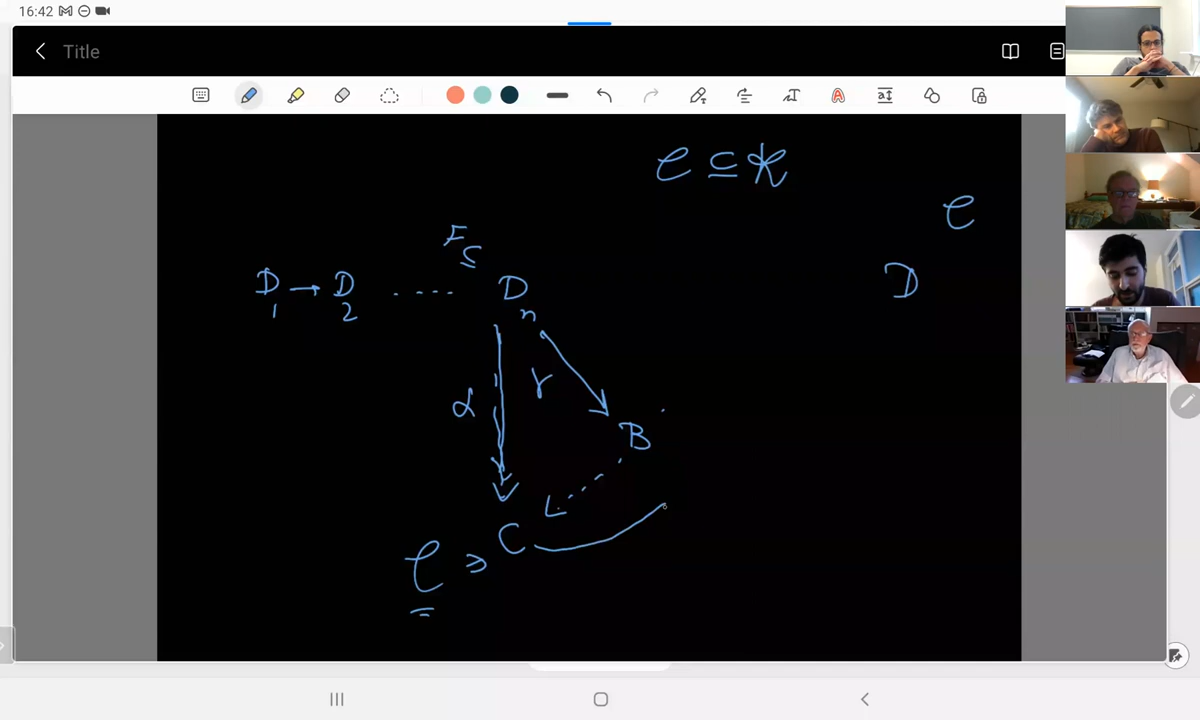 16:42
Title
C ⊆ K
C
F ⊆
D₁ → D₂ .... Dₙ
D
α γ
B
C
C ∋